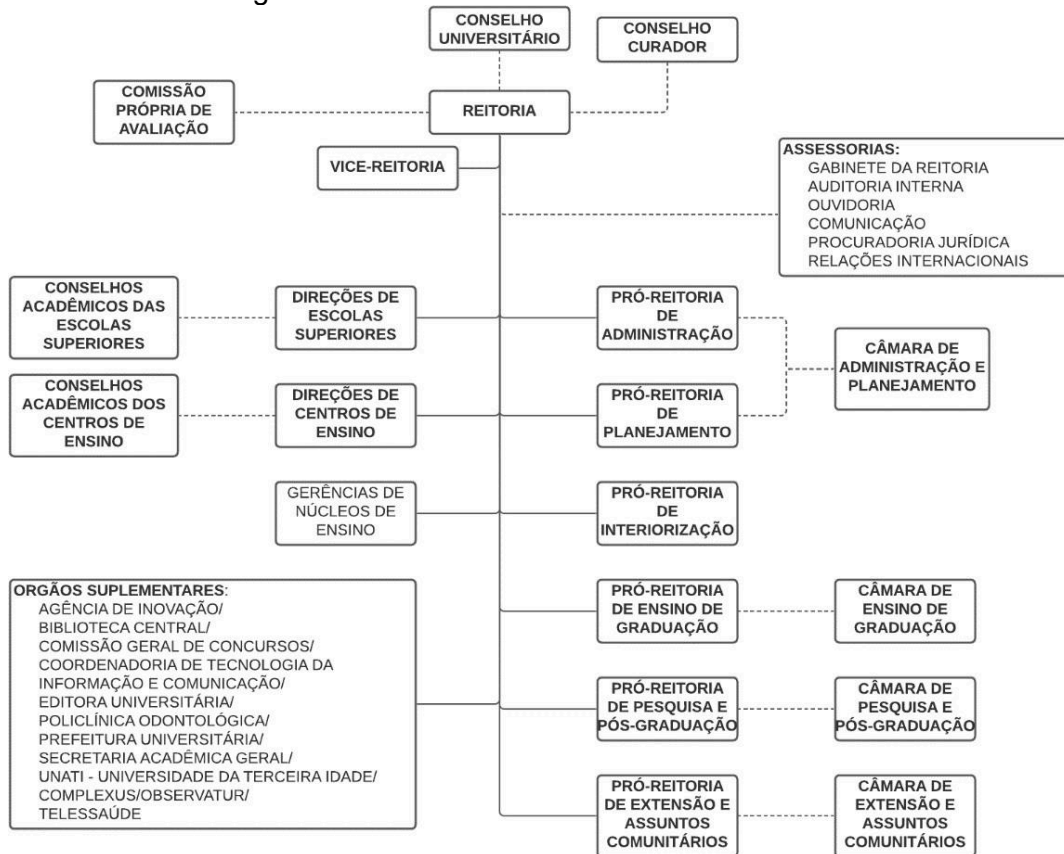 CONSELHO
UNIVERSITÁRIO
CONSELHO
CURADOR
COMISSÃO
PRÓPRIA DE
AVALIAÇÃO
REITORIA
VICE-REITORIA
ASSESSORIAS:
GABINETE DA REITORIA
AUDITORIA INTERNA
OUVIDORIA
COMUNICAÇÃO
PROCURADORIA JURÍDICA
RELAÇÕES INTERNACIONAIS
CONSELHOS
ACADÊMICOS DAS
ESCOLAS
SUPERIORES
DIREÇÕES DE
ESCOLAS
SUPERIORES
PRÓ-REITORIA
DE
ADMINISTRAÇÃO
CÂMARA DE
ADMINISTRAÇÃO E
PLANEJAMENTO
CONSELHOS
ACADÊMICOS DOS
CENTROS DE
ENSINO
DIREÇÕES DE
CENTROS DE
ENSINO
PRÓ-REITORIA
DE
PLANEJAMENTO
GERÊNCIAS DE
NÚCLEOS DE
ENSINO
PRÓ-REITORIA
DE
INTERIORIZAÇÃO
ORGÃOS SUPLEMENTARES:
AGÊNCIA DE INOVAÇÃO/
BIBLIOTECA CENTRAL/
COMISSÃO GERAL DE CONCURSOS/
COORDENADORIA DE TECNOLOGIA DA
INFORMAÇÃO E COMUNICAÇÃO/
EDITORA UNIVERSITÁRIA/
POLICLÍNICA ODONTOLÓGICA/
PREFEITURA UNIVERSITÁRIA/
SECRETARIA ACADÊMICA GERAL/
UNATI - UNIVERSIDADE DA TERCEIRA IDADE/
COMPLEXUS/OBSERVATUR/
TELESSAÚDE
PRÓ-REITORIA
DE ENSINO DE
GRADUAÇÃO
CÂMARA DE
ENSINO DE
GRADUAÇÃO
PRÓ-REITORIA
DE PESQUISA E
PÓS-GRADUAÇÃO
CÂMARA DE
PESQUISA E
PÓS-GRADUAÇÃO
PRÓ-REITORIA
DE EXTENSÃO E
ASSUNTOS
COMUNITÁRIOS
CÂMARA DE
EXTENSÃO E
ASSUNTOS
COMUNITÁRIOS